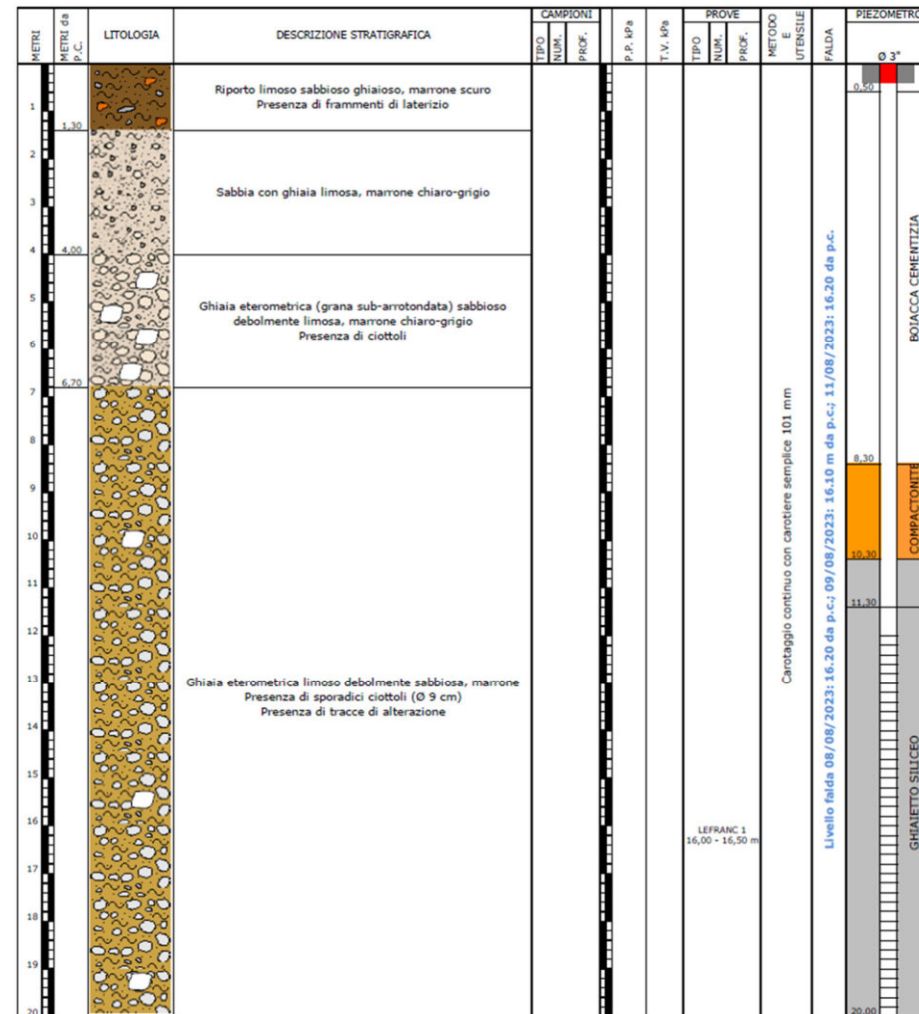 METRI
METRI da P.C.
LITOLOGIA
DESCRIZIONE STRATIGRAFICA
CAMPIONI
TIPO
NUM.
PROF.
P.P. kPa
T.V. kPa
PROVE
TIPO
NUM.
PROF.
METODO
E
UTENSILE
FALDA
PIEZOMETRO
Ø 3"
Riporto limoso sabbioso ghiaioso, marrone scuro
Presenza di frammenti di laterizio
0,50
1
1,30
2
Sabbia con ghiaia limosa, marrone chiaro-grigio
3
4
4,00
5
Ghiaia eterometrica (grana sub-arrotondata) sabbioso
debolmente limosa, marrone chiaro-grigio
Presenza di ciottoli
6
6,70
7
8
8,30
9
10
10,30
11
11,30
12
13
Ghiaia eterometrica limoso debolmente sabbiosa, marrone
Presenza di sporadici ciottoli (Ø 9 cm)
Presenza di tracce di alterazione
14
15
16
LEFRANC 1
16,00 - 16,50 m
17
18
19
20
20,00
Carotaggio continuo con carotiere semplice 101 mm
Livello falda 08/08/2023: 16.20 da p.c.; 09/08/2023: 16.10 m da p.c.; 11/08/2023: 16.20 da p.c.
BOIACCA CEMENTIZIA
COMPACTONITE
GHIAIETTO SILICEO